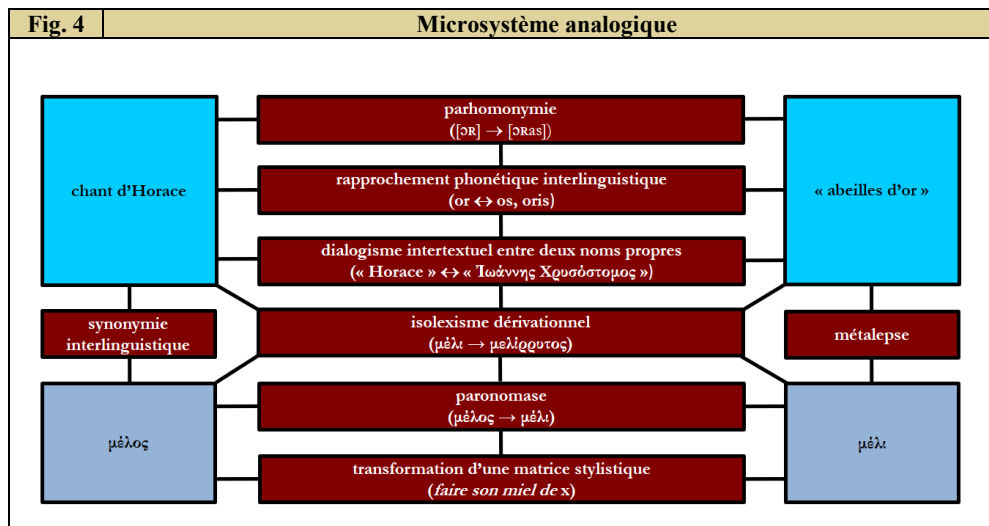 Fig. 4 Microsystème analogique
parhomonymie
([ɔR] → [ɔRas])
chant d'Horace
rapprochement phonétique interlinguistique
(or ↔ os, oris)
« abeilles d'or »
dialogisme intertextuel entre deux noms propres
(« Horace » ↔ « Ἰωάννης Χρυσόστομος »)
synonymie
interlinguistique
isolexisme dérivationnel
(μέλι → μελίρρυτος)
métalepse
μέλος
paronomase
(μέλος → μέλι)
μέλι
transformation d'une matrice stylistique
(faire son miel de x)